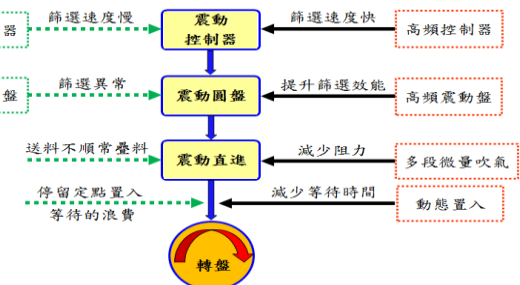 器
篩選速度慢
震動
控制器
篩選速度快
高頻控制器
盤
篩選異常
震動圓盤
提升篩選效能
高頻震動盤
送料不順常疊料
震動直進
減少阻力
多段微量吹氣
停留定點置入
等待的浪費
減少等待時間
動態置入
轉盤